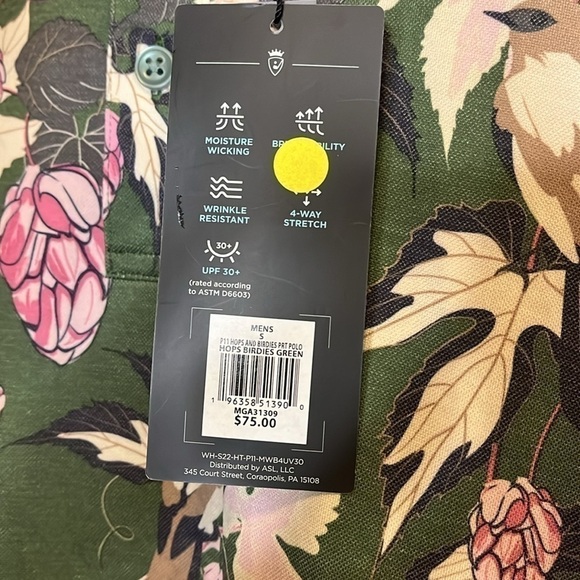 MOISTURE
WICKING
WRINKLE
RESISTANT
4-WAY
STRETCH
30+
UPF 30+
(rated according
to ASTM D6603)
MENS
S
P11 HOPS AND BIRDIES PRT POLO
HOPS BIRDIES GREEN
1 96358 51390 0
MGA31309
$75.00
WH-S22-HT-P11-MWB4UV30
Distributed by ASL, LLC
345 Court Street, Coraopolis, PA 15108